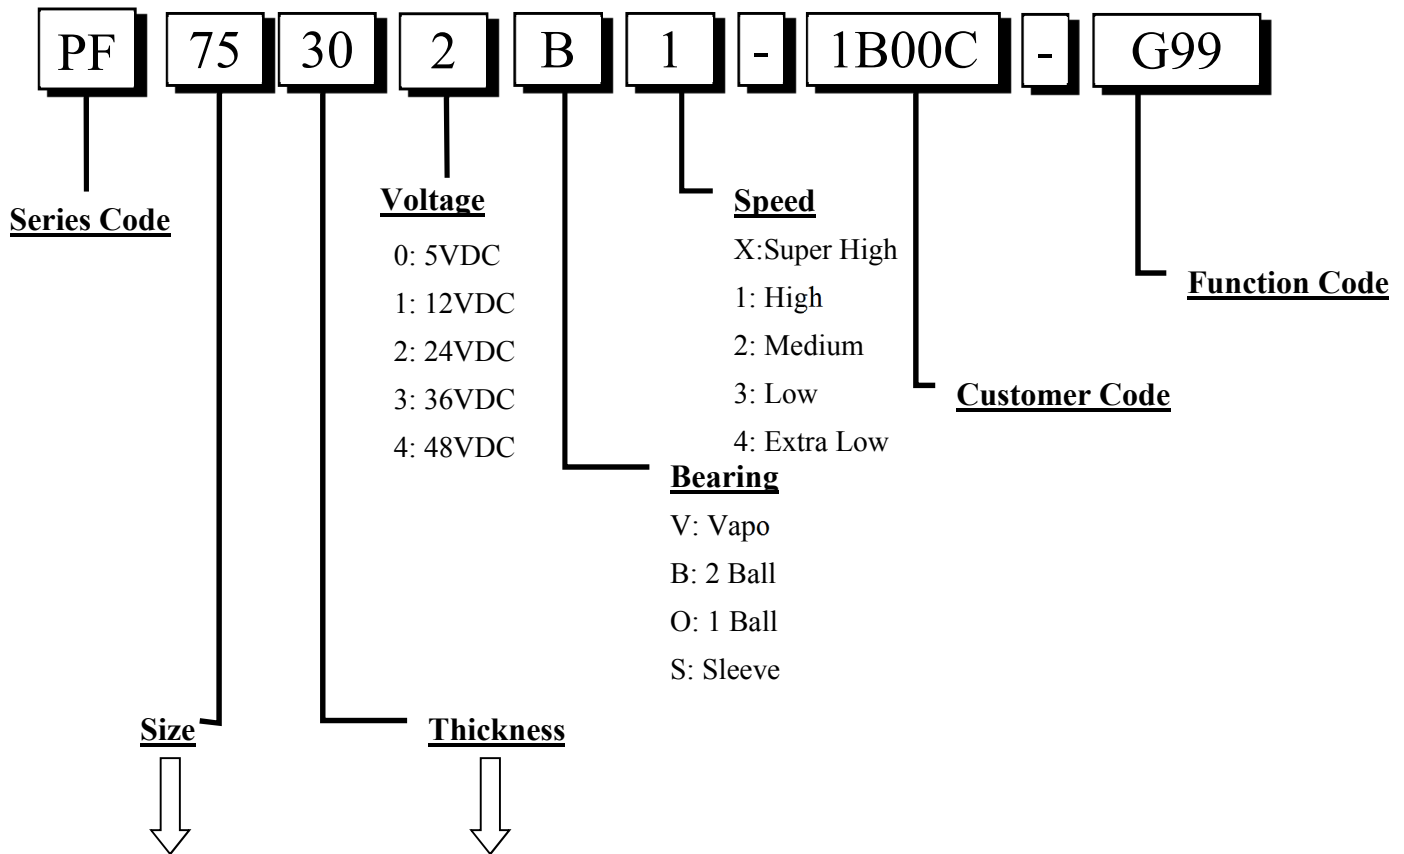 PF 75 30 2 B 1 - 1B00C - G99
Series Code
Voltage
0: 5VDC
1: 12VDC
2: 24VDC
3: 36VDC
4: 48VDC
Speed
X:Super High
1: High
2: Medium
3: Low
4: Extra Low
Function Code
Customer Code
Bearing
V: Vapo
B: 2 Ball
O: 1 Ball
S: Sleeve
Size
Thickness